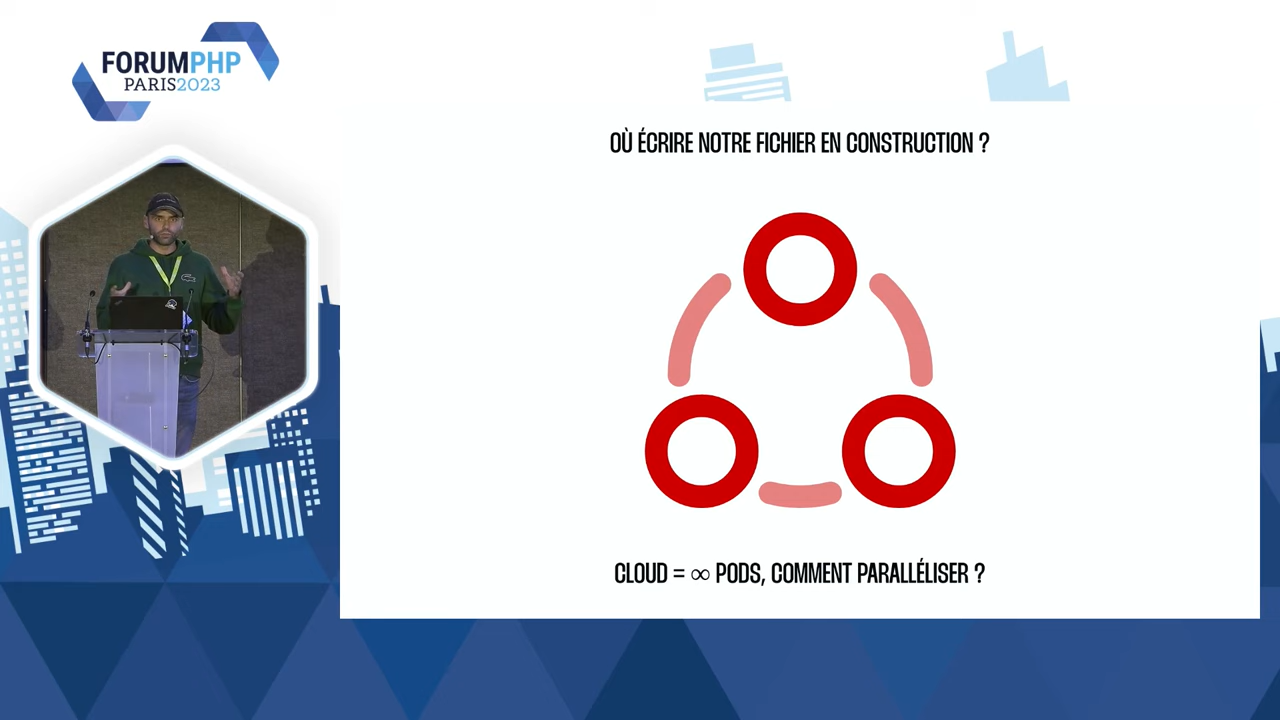 FORUMPHP
PARIS2023
OÙ ÉCRIRE NOTRE FICHIER EN CONSTRUCTION ?
CLOUD = ∞ PODS, COMMENT PARALLÉLISER ?